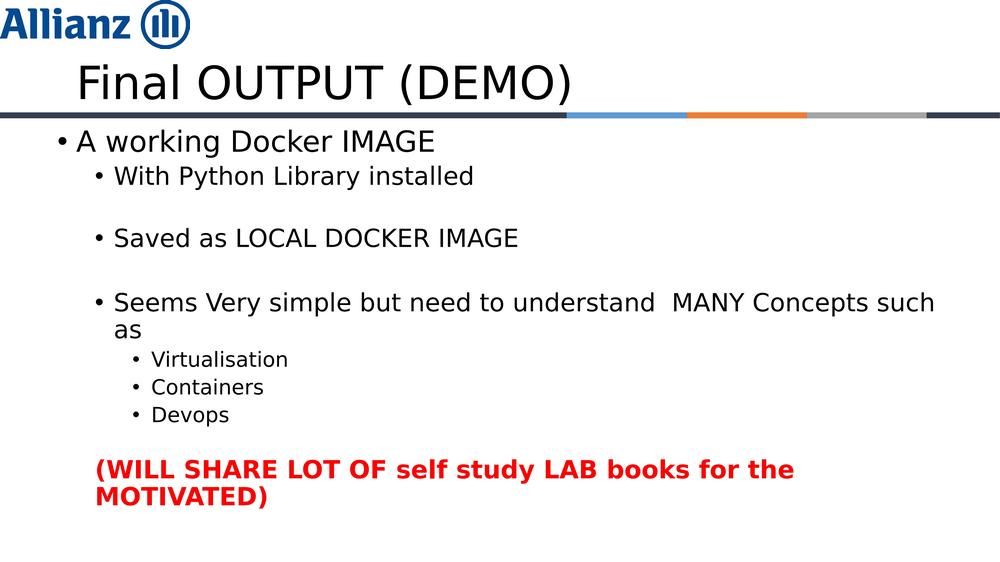 Allianz
Final OUTPUT (DEMO)
• A working Docker IMAGE
• With Python Library installed
• Saved as LOCAL DOCKER IMAGE
• Seems Very simple but need to understand  MANY Concepts such
as
• Virtualisation
• Containers
• Devops
(WILL SHARE LOT OF self study LAB books for the
MOTIVATED)